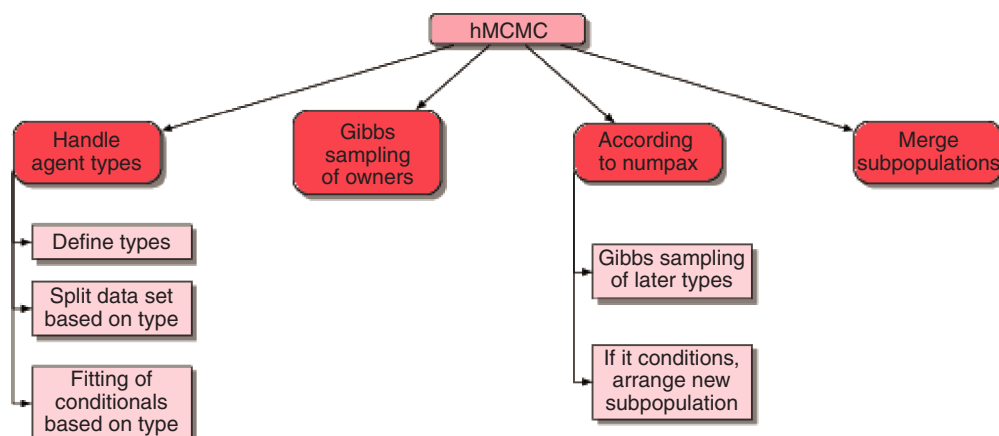 hMCMC
Handle
agent types
Gibbs
sampling
of owners
According
to numpax
Merge
subpopulations
Define types
Split data set
based on type
Fitting of
conditionals
based on type
Gibbs sampling
of later types
If it conditions,
arrange new
subpopulation